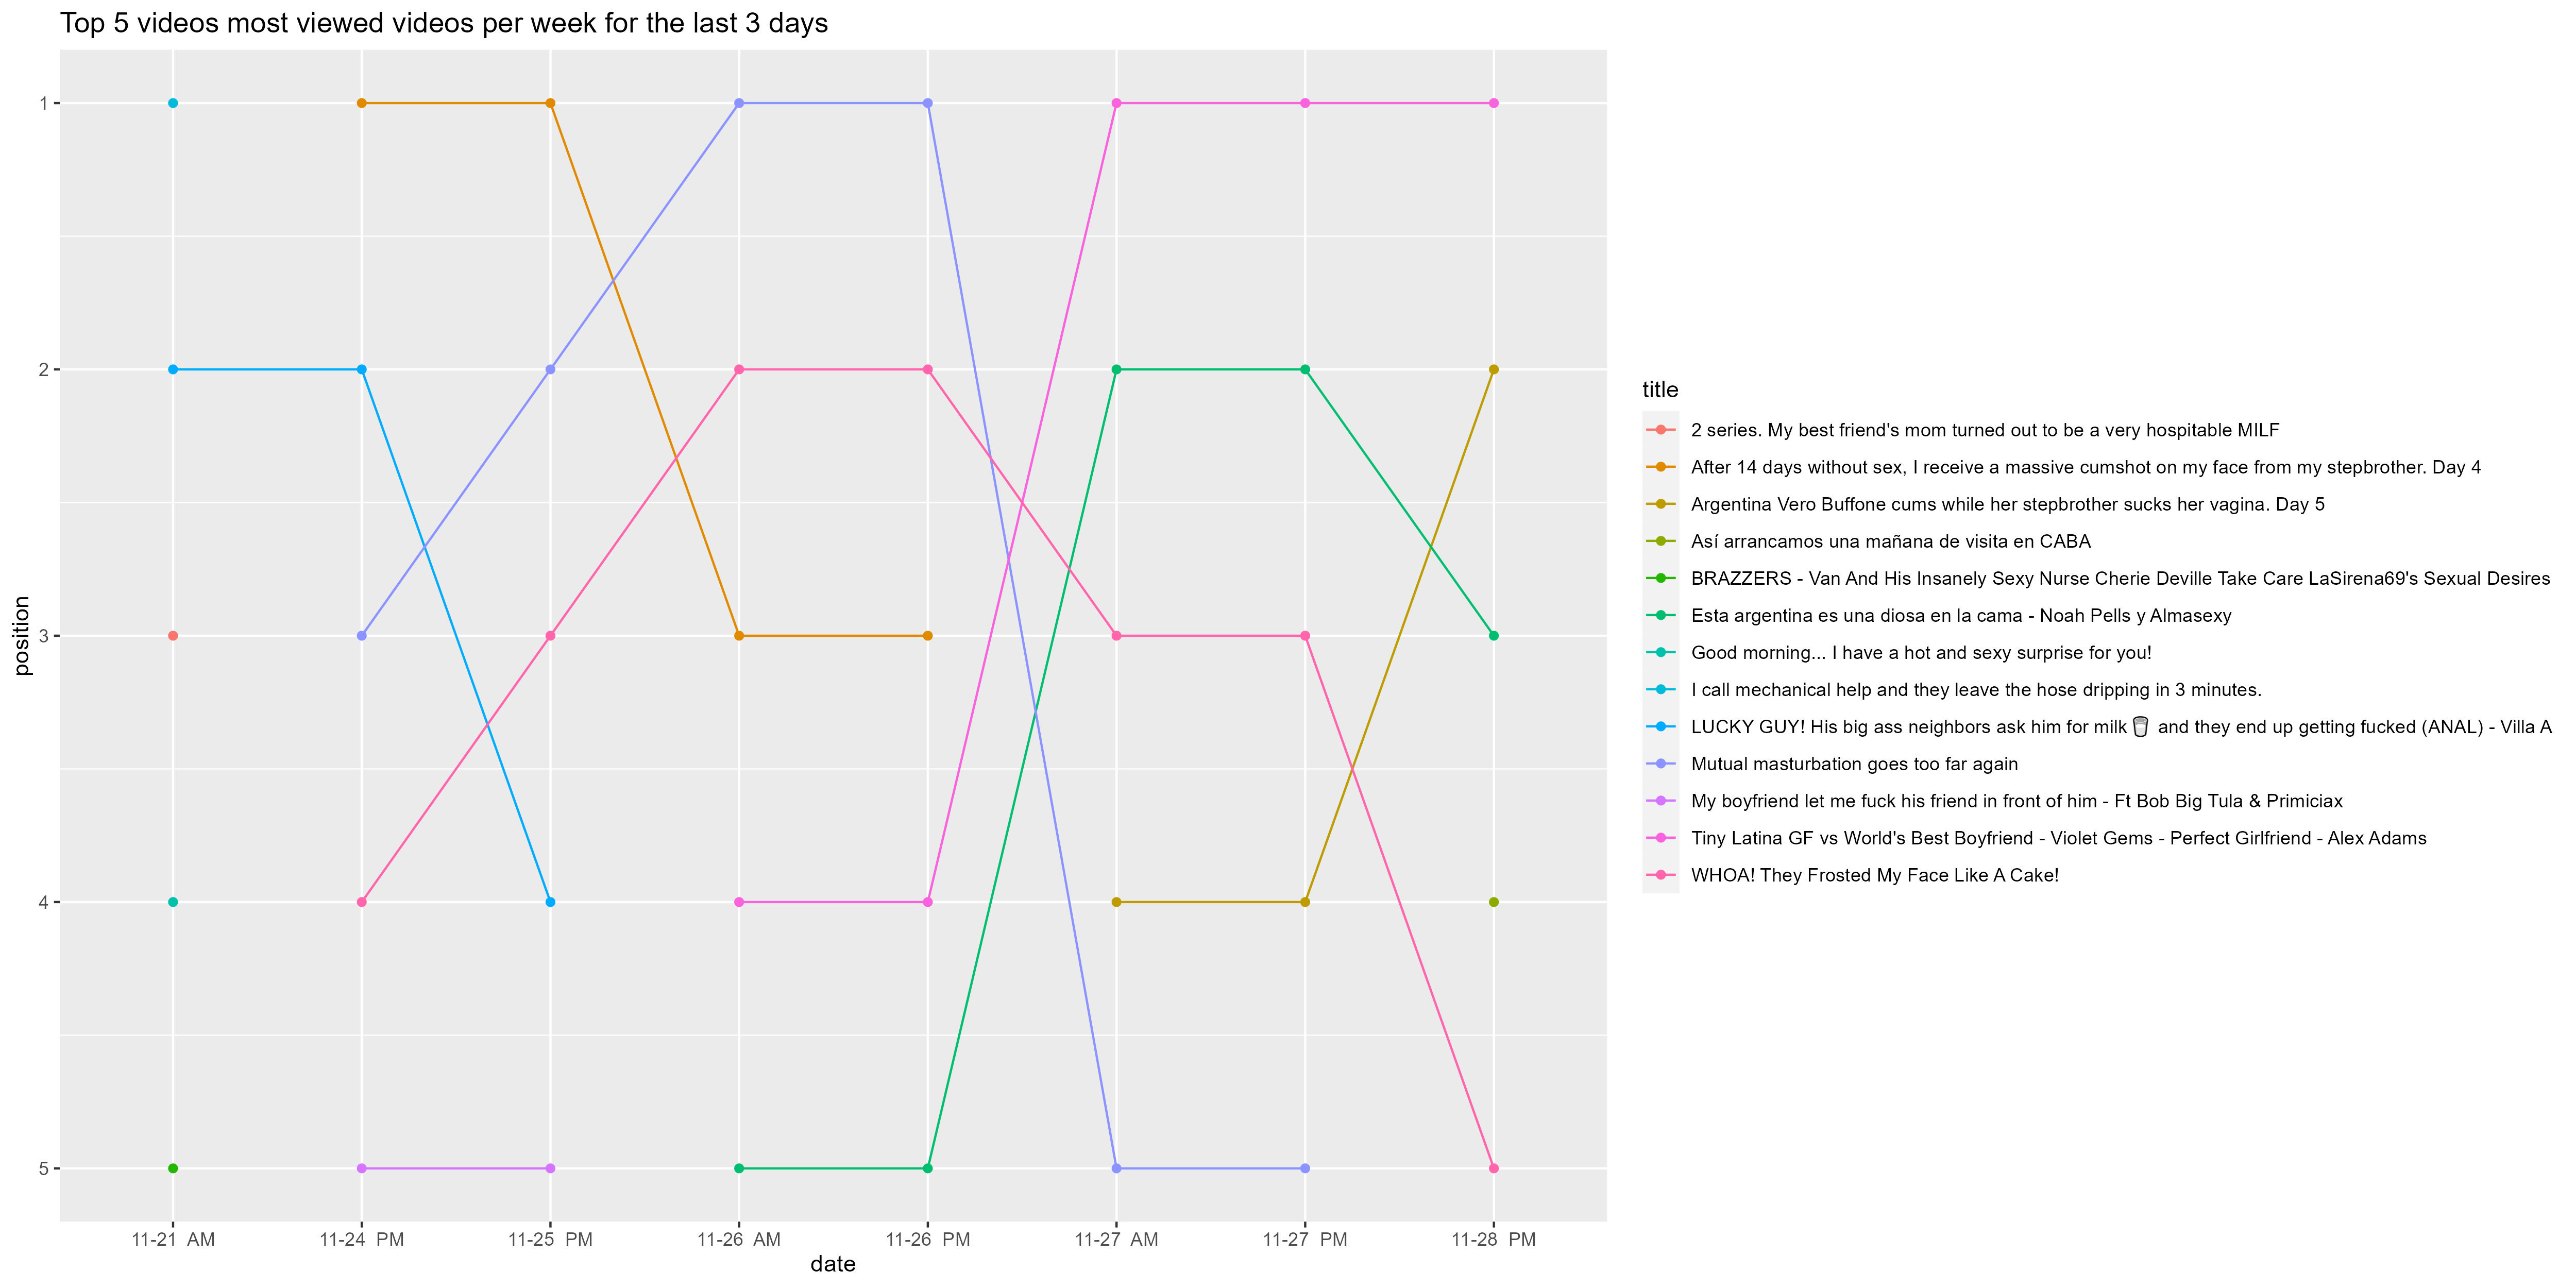 Top 5 videos most viewed videos per week for the last 3 days
position
1
2
3
4
5
11-21 AM
11-24 PM
11-25 PM
11-26 AM
11-26 PM
11-27 AM
11-27 PM
11-28 PM
date
title
2 series. My best friend's mom turned out to be a very hospitable MILF
After 14 days without sex, I receive a massive cumshot on my face from my stepbrother. Day 4
Argentina Vero Buffone cums while her stepbrother sucks her vagina. Day 5
Así arrancamos una mañana de visita en CABA
BRAZZERS - Van And His Insanely Sexy Nurse Cherie Deville Take Care LaSirena69's Sexual Desires
Esta argentina es una diosa en la cama - Noah Pells y Almasexy
Good morning... I have a hot and sexy surprise for you!
I call mechanical help and they leave the hose dripping in 3 minutes.
LUCKY GUY! His big ass neighbors ask him for milk 🥛 and they end up getting fucked (ANAL) - Villa A
Mutual masturbation goes too far again
My boyfriend let me fuck his friend in front of him - Ft Bob Big Tula & Primiciax
Tiny Latina GF vs World's Best Boyfriend - Violet Gems - Perfect Girlfriend - Alex Adams
WHOA! They Frosted My Face Like A Cake!